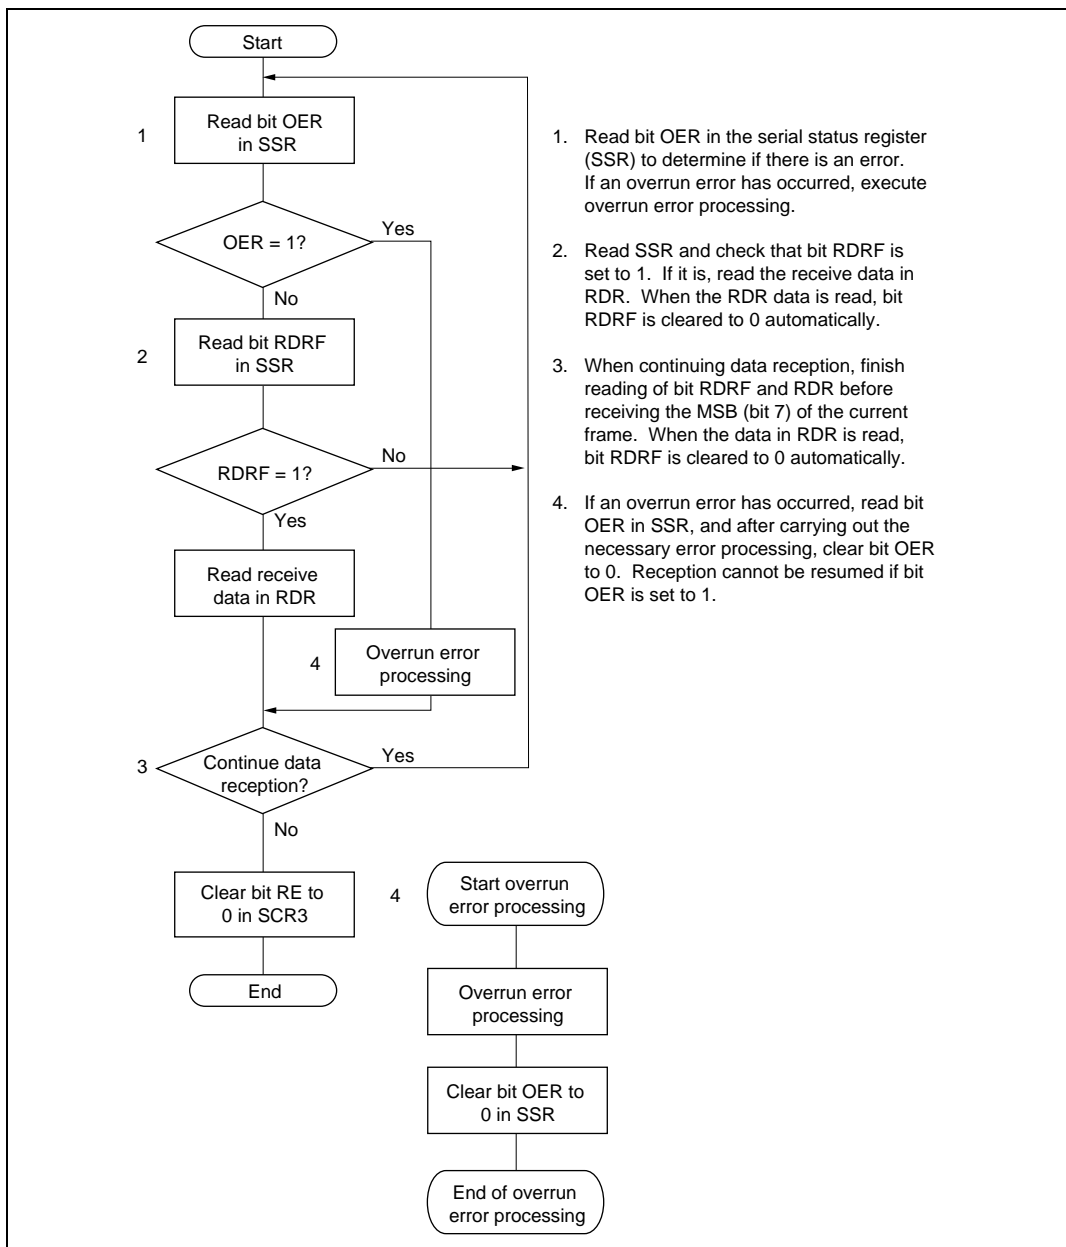 Start
1
Read bit OER
in SSR
OER = 1?
Yes
No
2
Read bit RDRF
in SSR
RDRF = 1?
No
Yes
Read receive
data in RDR
4
Overrun error
processing
3
Continue data
reception?
Yes
No
Clear bit RE to
0 in SCR3
End
4
Start overrun
error processing
Overrun error
processing
Clear bit OER to
0 in SSR
End of overrun
error processing
1. Read bit OER in the serial status register
(SSR) to determine if there is an error.
If an overrun error has occurred, execute
overrun error processing.
2. Read SSR and check that bit RDRF is
set to 1. If it is, read the receive data in
RDR. When the RDR data is read, bit
RDRF is cleared to 0 automatically.
3. When continuing data reception, finish
reading of bit RDRF and RDR before
receiving the MSB (bit 7) of the current
frame. When the data in RDR is read,
bit RDRF is cleared to 0 automatically.
4. If an overrun error has occurred, read bit
OER in SSR, and after carrying out the
necessary error processing, clear bit OER
to 0. Reception cannot be resumed if bit
OER is set to 1.